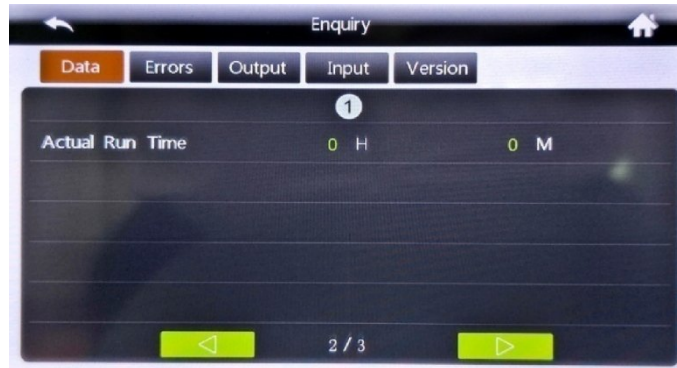 Enquiry
Data Errors Output Input Version
1
Actual Run Time 0 H 0 M
2 / 3